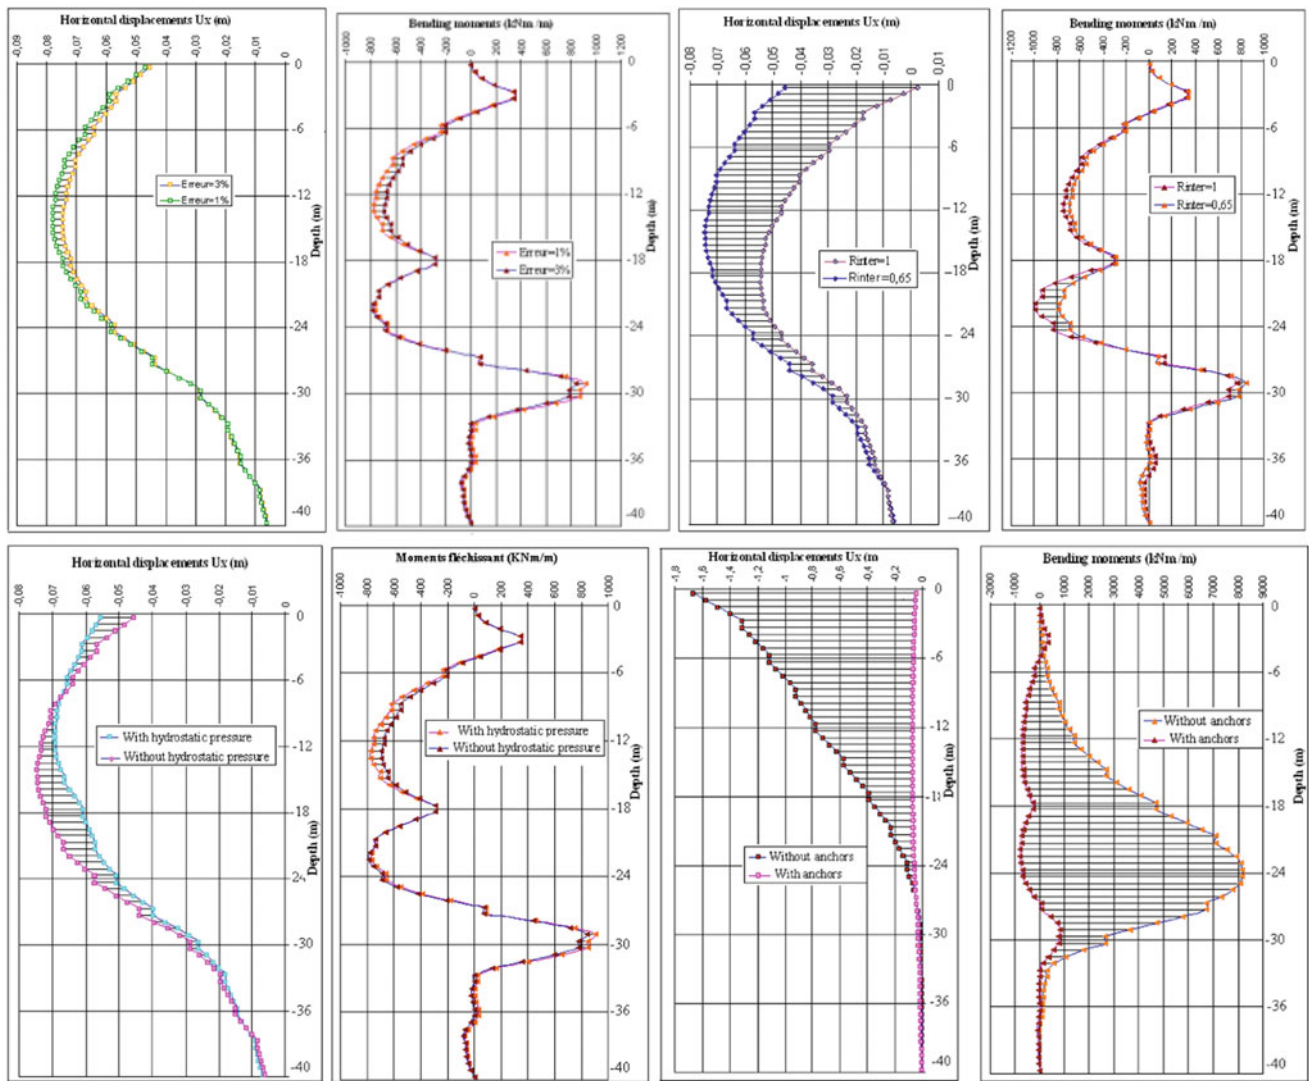 Horizontal displacements Ux (m)
-0,09 -0,08 -0,07 -0,06 -0,05 -0,04 -0,03 -0,02 -0,01 0
0
-6
-12
-18
-24
-30
-36
-40
Depth (m)
Erreur=3%
Erreur=1%
Bending moments (kNm /m)
-1000 -800 -600 -400 -200 0 200 400 600 800 1000 1200
0
-6
-12
-18
-24
-30
-36
-40
Depth (m)
Erreur=1%
Erreur=3%
Horizontal displacements Ux (m
-0,08 -0,07 -0,06 -0,05 -0,04 -0,03 -0,02 -0,01 0 0,01
0
-6
-12
-18
-24
-30
-36
-40
Depth (m)
Rinter=1
Rinter=0,65
Bending moments (kNm /m)
-1200 -1000 -800 -600 -400 -200 0 200 400 600 800 1000
0
-6
-12
-18
-24
-30
-36
-40
Depth (m)
Rinter=1
Rinter=0,65
Horizontal displacements Ux (m)
-0,08 -0,07 -0,06 -0,05 -0,04 -0,03 -0,02 -0,01 0
0
-6
-12
-18
-24
-30
-36
-40
Depth (m)
With hydrostatic pressure
Without hydrostatic pressure
Moments fléchissant (KNm/m)
-1000 -800 -600 -400 -200 0 200 400 600 800 1000
0
-6
-12
-18
-24
-30
-36
-40
Depth (m)
With hydrostatic pressure
Without hydrostatic pressure
Horizontal displacements Ux (m
-1,8 -1,6 -1,4 -1,2 -1 -0,8 -0,6 -0,4 -0,2 0
0
-6
-12
-18
-24
-30
-36
-40
Depth (m)
Without anchors
With anchors
Bending moments (kNm /m)
-2000 -1000 0 1000 2000 3000 4000 5000 6000 7000 8000 9000
0
-6
-12
-18
-24
-30
-36
-40
Depth (m)
Without anchors
With anchors